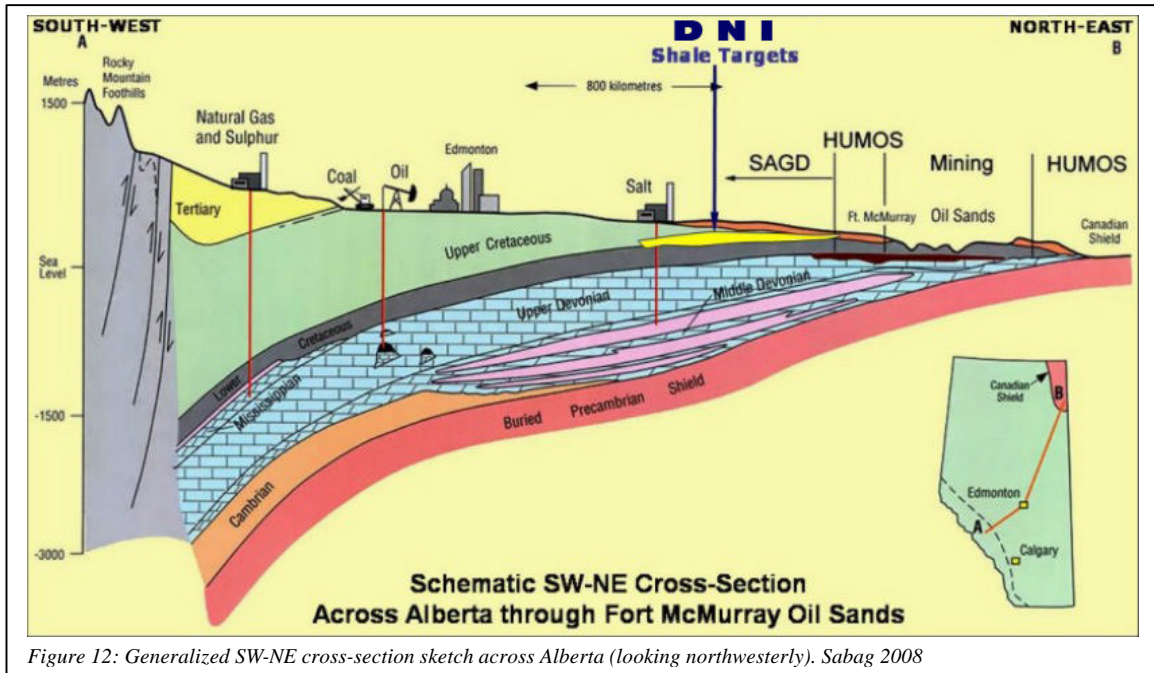 SOUTH-WEST
A
DNI
Shale Targets
NORTH-EAST
B
Metres
1500
Rocky
Mountain
Foothills
800 kilometres
Natural Gas
and Sulphur
Coal
Oil
Edmonton
Salt
HUMOS
SAGD
Mining
HUMOS
Ft. McMurray
Oil Sands
Canadian
Shield
Tertiary
Upper Cretaceous
Sea
Level
Upper Devonian
Middle Devonian
Lower Cretaceous
Mississippian
-1500
Buried Precambrian Shield
Cambrian
-3000
Canadian
Shield
B
Edmonton
A
Calgary
Schematic SW-NE Cross-Section
Across Alberta through Fort McMurray Oil Sands
Figure 12: Generalized SW-NE cross-section sketch across Alberta (looking northwesterly). Sabag 2008